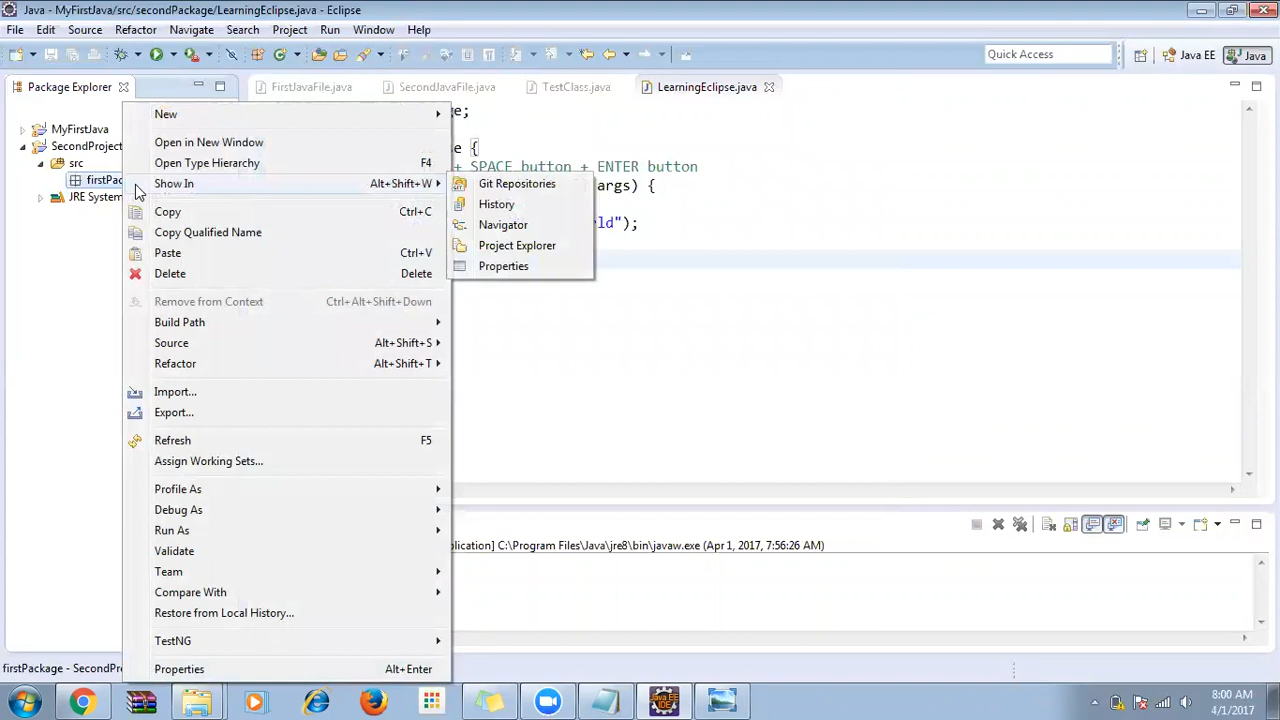 Java - MyFirstJava/src/secondPackage/LearningEclipse.java - Eclipse
File Edit Source Refactor Navigate Search Project Run Window Help
Quick Access Java EE Java
Package Explorer FirstJavaFile.java SecondJavaFile.java TestClass.java LearningEclipse.java
MyFirstJava
SecondProject
src
firstPac
JRE System
New
Open in New Window
Open Type Hierarchy F4
Show In Alt+Shift+W
Copy Ctrl+C
Copy Qualified Name
Paste Ctrl+V
Delete Delete
Remove from Context Ctrl+Alt+Shift+Down
Build Path
Source Alt+Shift+S
Refactor Alt+Shift+T
Import...
Export...
Refresh F5
Assign Working Sets...
Profile As
Debug As
Run As
Validate
Team
Compare With
Restore from Local History...
TestNG
Properties Alt+Enter
Git Repositories
History
Navigator
Project Explorer
Properties
ge;
se {
+ SPACE button + ENTER button
args) {
ld");
plication] C:\Program Files\Java\jre8\bin\javaw.exe (Apr 1, 2017, 7:56:26 AM)
firstPackage - SecondPro
Java EE
IDE
8:00 AM
4/1/2017